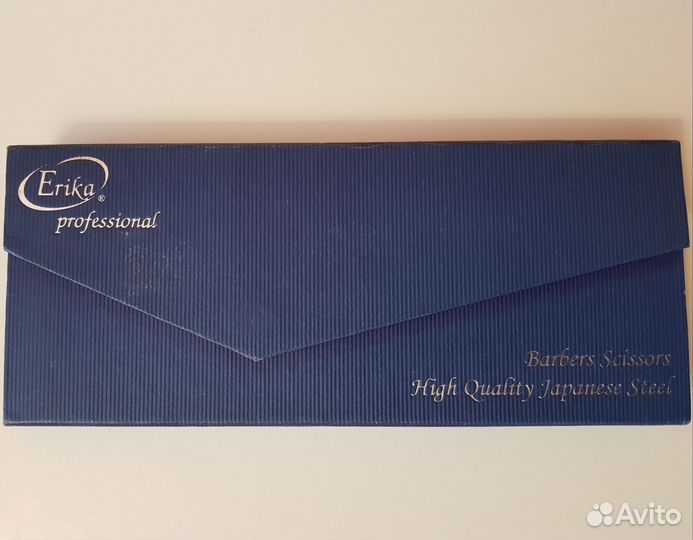 Erika®
professional
Barbers Scissors
High Quality Japanese Steel
Avito